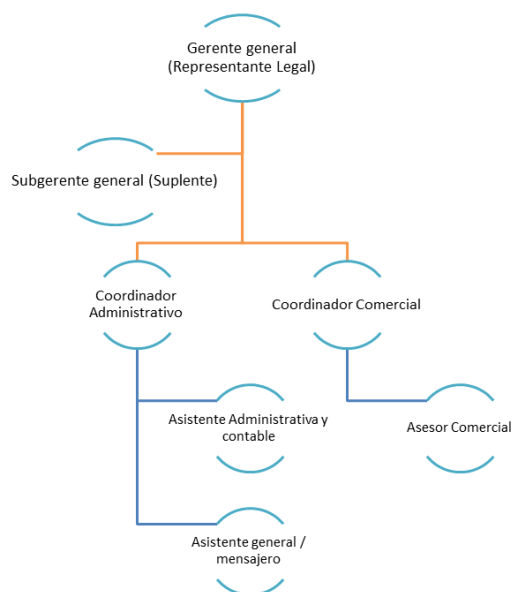 Gerente general
(Representante Legal)
Subgerente general (Suplente)
Coordinador
Administrativo
Coordinador Comercial
Asistente Administrativa y
contable
Asesor Comercial
Asistente general /
mensajero